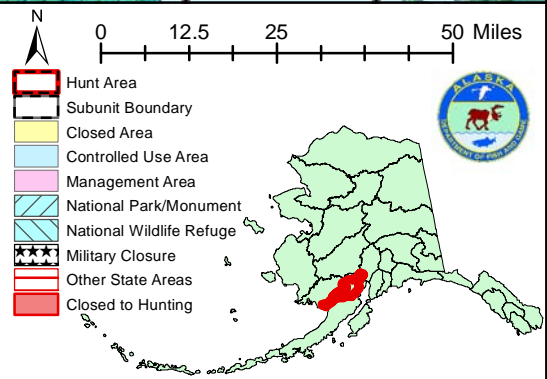 N
0 12.5 25 50 Miles
Hunt Area
Subunit Boundary
Closed Area
Controlled Use Area
Management Area
National Park/Monument
National Wildlife Refuge
Military Closure
Other State Areas
Closed to Hunting
ALASKA
DEPARTMENT OF FISH AND GAME